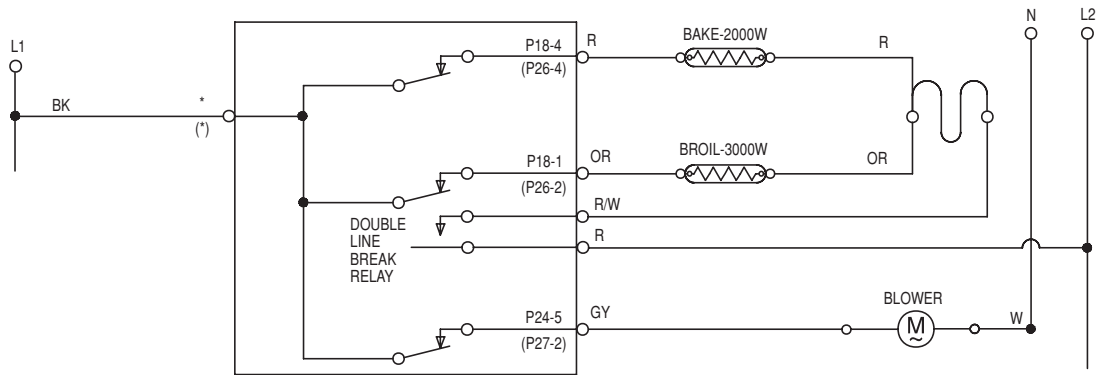 N
L2
L1
P18-4
R
BAKE-2000W
R
(P26-4)
BK
*
(*)
P18-1
OR
BROIL-3000W
OR
(P26-2)
R/W
DOUBLE
LINE
BREAK
RELAY
R
P24-5
GY
BLOWER
M
~
W
(P27-2)